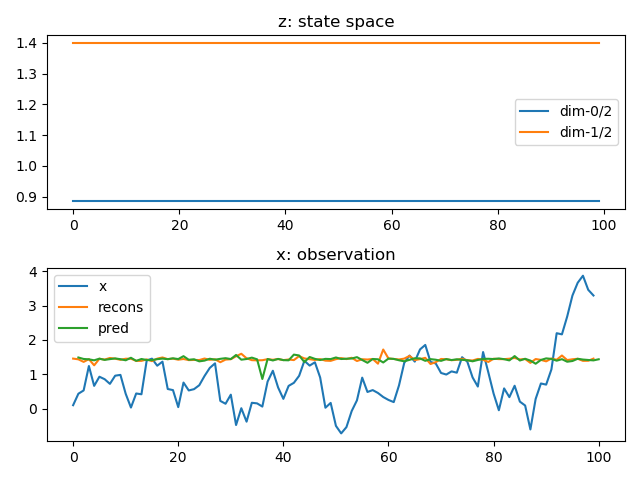 z: state space
1.4
1.3
1.2
1.1
1.0
0.9
dim-0/2
dim-1/2
0 20 40 60 80 100
x: observation
4
3
2
1
0
x
recons
pred
0 20 40 60 80 100